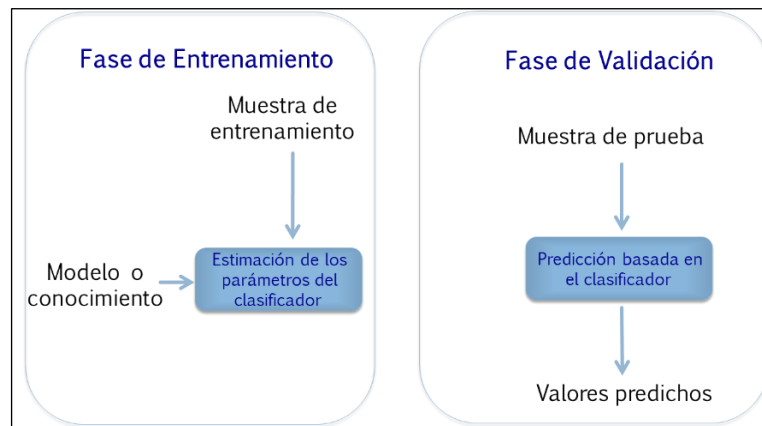 Fase de Entrenamiento
Muestra de
entrenamiento
Modelo o
conocimiento
Estimación de los
parámetros del
clasificador
Fase de Validación
Muestra de prueba
Predicción basada en
el clasificador
Valores predichos